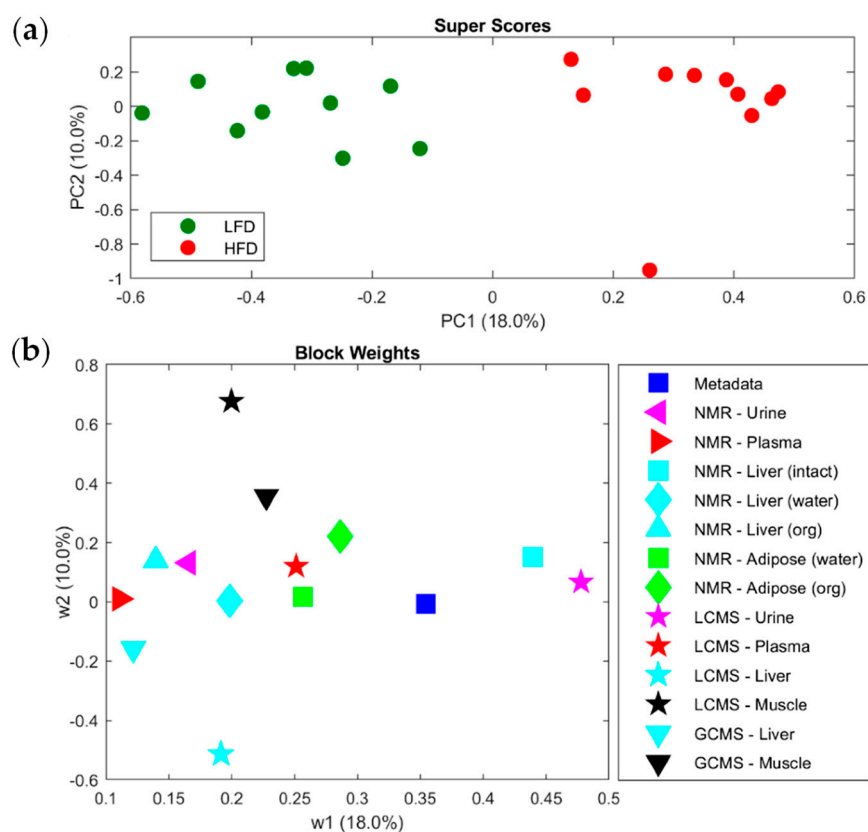 (a)
Super Scores
0.2
0
-0.2
-0.4
-0.6
-0.8
-1
PC2 (10.0%)
LFD
HFD
-0.6
-0.4
-0.2
0
0.2
0.4
0.6
PC1 (18.0%)
(b)
Block Weights
0.8
0.6
0.4
0.2
0
-0.2
-0.4
-0.6
w2 (10.0%)
0.1
0.15
0.2
0.25
0.3
0.35
0.4
0.45
0.5
w1 (18.0%)
Metadata
NMR - Urine
NMR - Plasma
NMR - Liver (intact)
NMR - Liver (water)
NMR - Liver (org)
NMR - Adipose (water)
NMR - Adipose (org)
LCMS - Urine
LCMS - Plasma
LCMS - Liver
LCMS - Muscle
GCMS - Liver
GCMS - Muscle